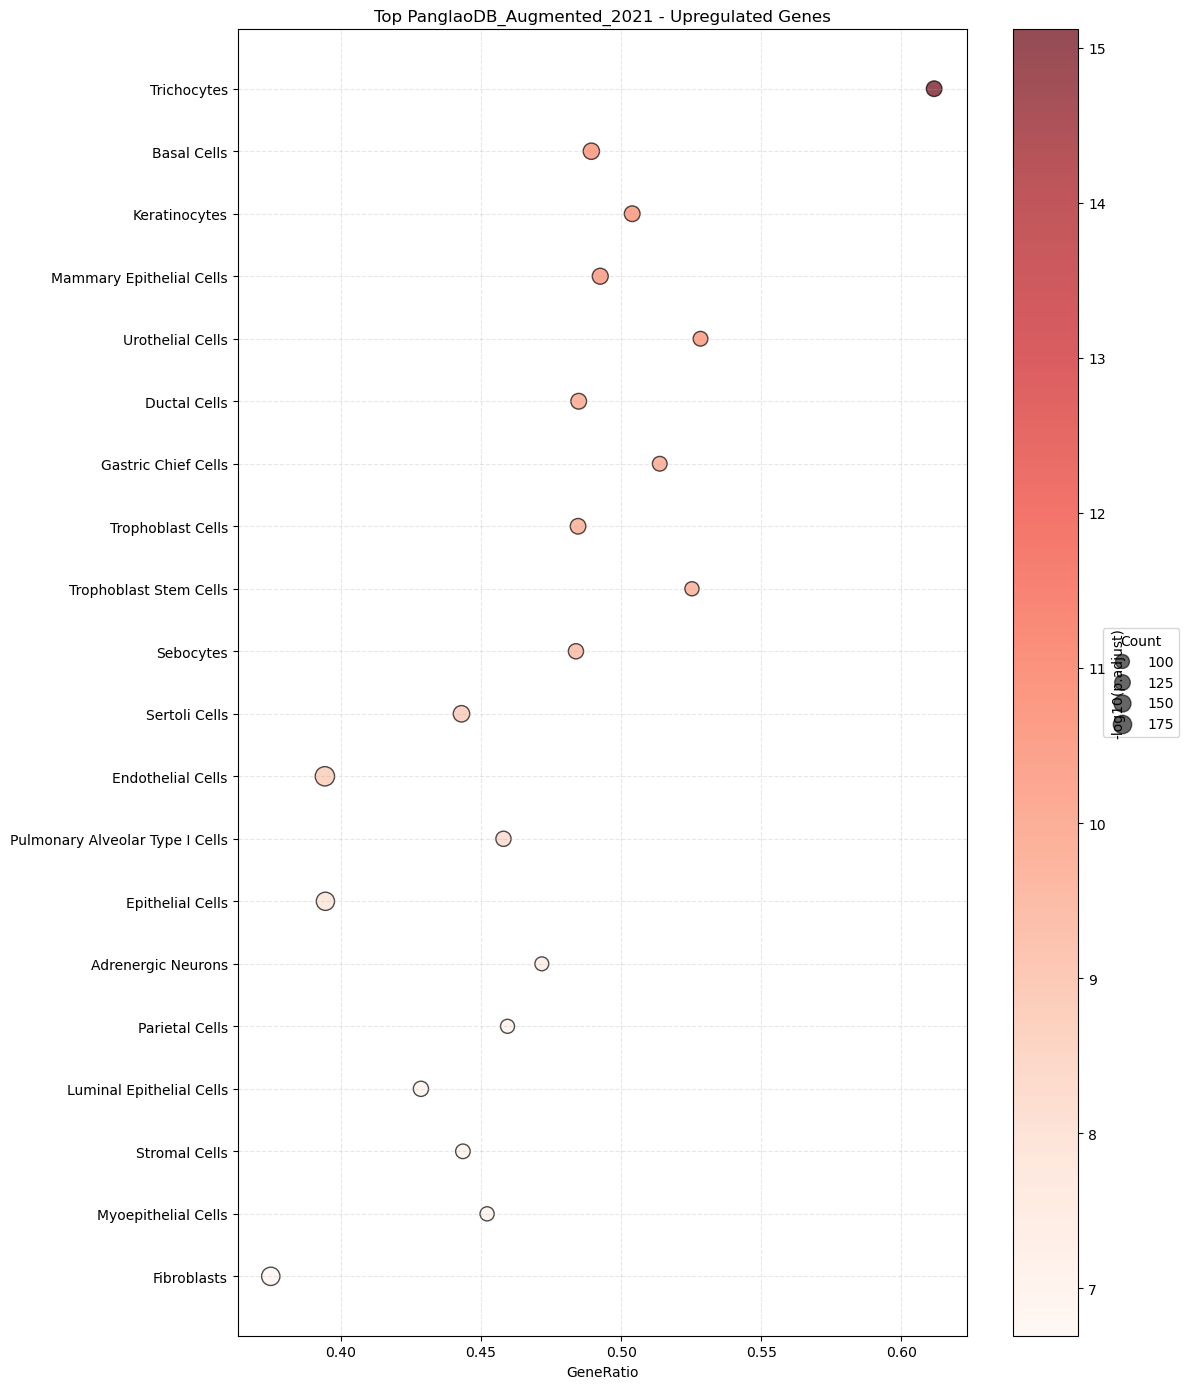 Top PanglaoDB_Augmented_2021 - Upregulated Genes
Trichocytes
Basal Cells
Keratinocytes
Mammary Epithelial Cells
Urothelial Cells
Ductal Cells
Gastric Chief Cells
Trophoblast Cells
Trophoblast Stem Cells
Sebocytes
Sertoli Cells
Endothelial Cells
Pulmonary Alveolar Type I Cells
Epithelial Cells
Adrenergic Neurons
Parietal Cells
Luminal Epithelial Cells
Stromal Cells
Myoepithelial Cells
Fibroblasts
0.40 0.45 0.50 0.55 0.60
GeneRatio
15
14
13
12
11
10
9
8
7
-log10(p.adjust)
Count
100
125
150
175